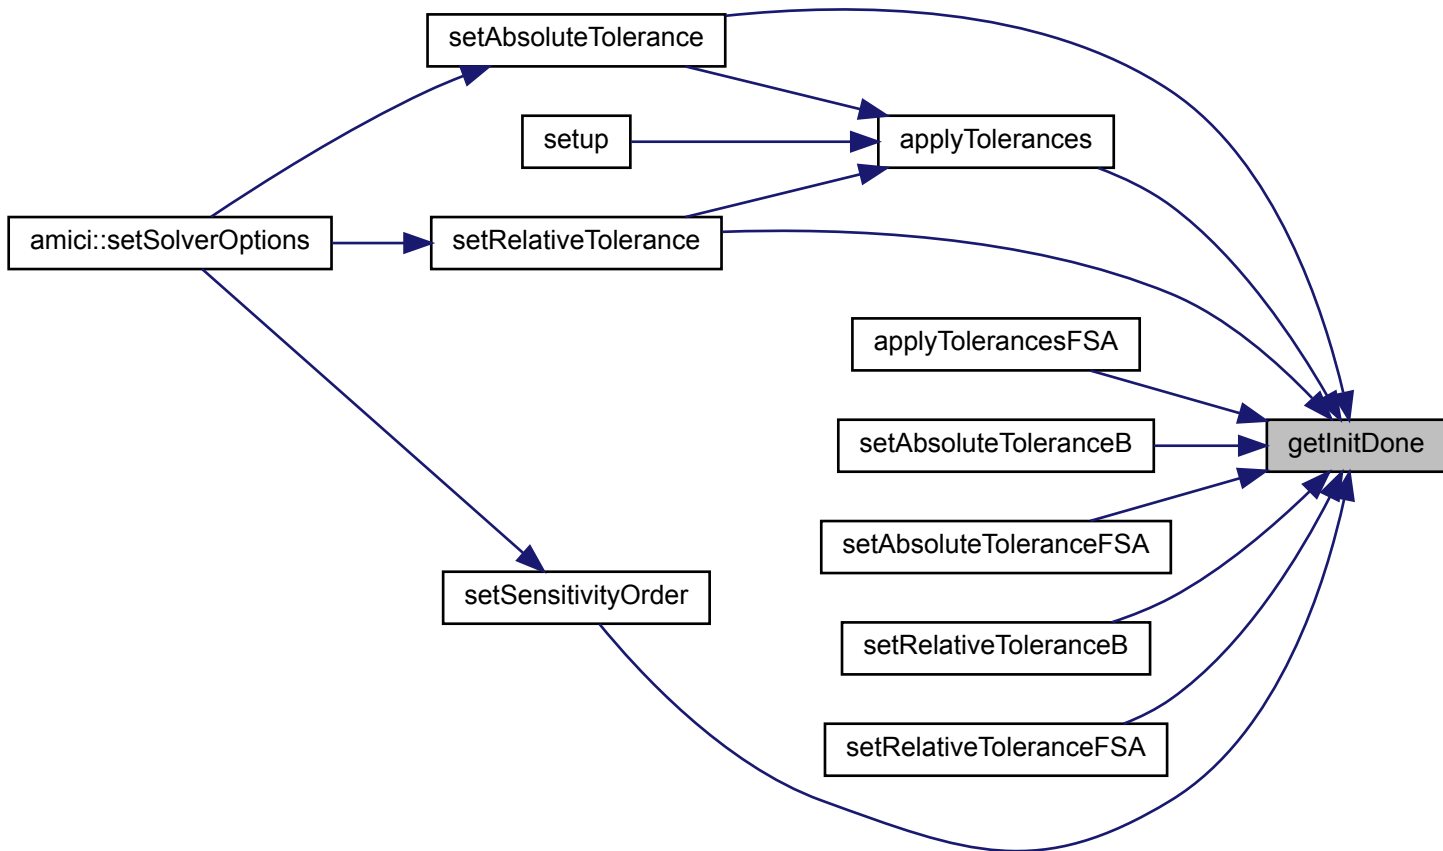 setAbsoluteTolerance
setup
applyTolerances
amici::setSolverOptions
setRelativeTolerance
applyTolerancesFSA
setAbsoluteToleranceB
getInitDone
setAbsoluteToleranceFSA
setSensitivityOrder
setRelativeToleranceB
setRelativeToleranceFSA